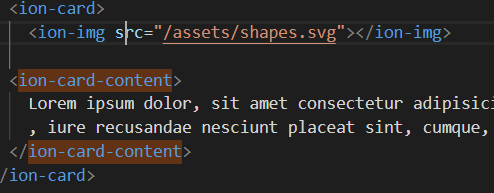 <ion-card>
<ion-img src="/assets/shapes.svg"></ion-img>
<ion-card-content>
Lorem ipsum dolor, sit amet consectetur
, iure recusandae nesciunt placeat sint, cumque,
</ion-card-content>
/ion-card>